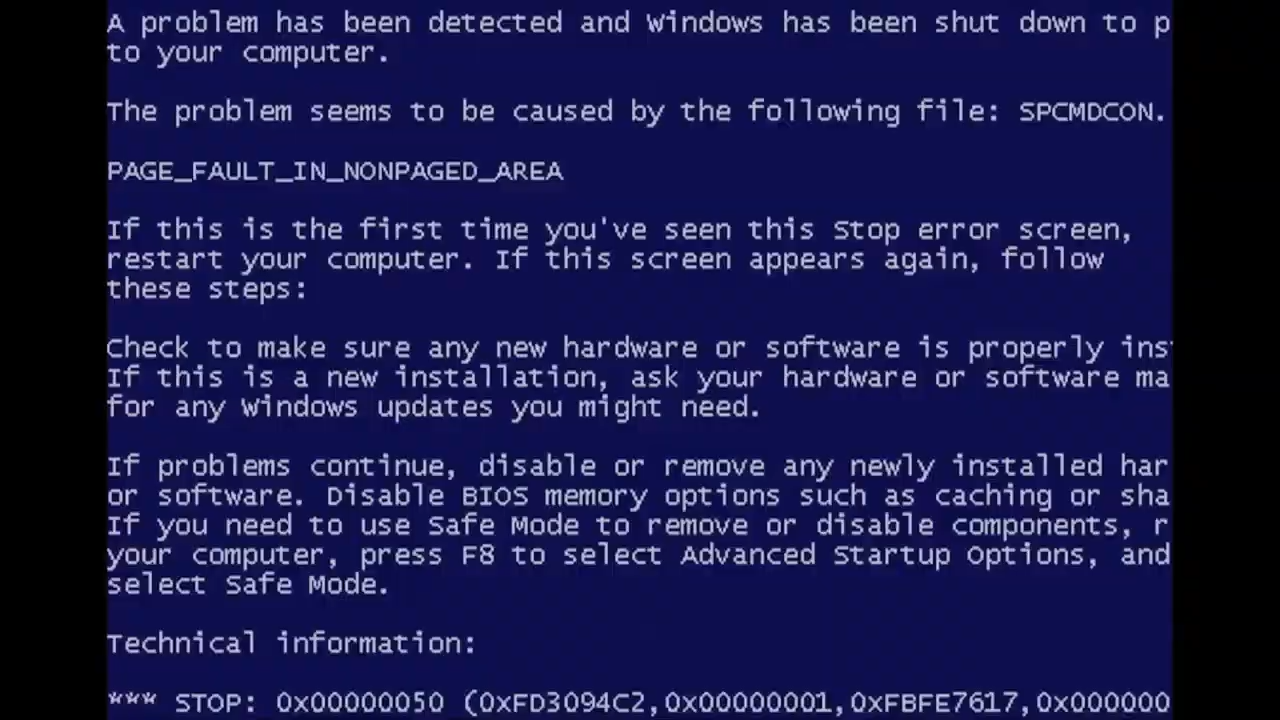 A problem has been detected and Windows has been shut down to p
to your computer.
The problem seems to be caused by the following file: SPCMDCON.
PAGE_FAULT_IN_NONPAGED_AREA
If this is the first time you've seen this Stop error screen,
restart your computer. If this screen appears again, follow
these steps:
Check to make sure any new hardware or software is properly ins
If this is a new installation, ask your hardware or software ma
for any Windows updates you might need.
If problems continue, disable or remove any newly installed har
or software. Disable BIOS memory options such as caching or sha
If you need to use Safe Mode to remove or disable components, r
your computer, press F8 to select Advanced Startup Options, and
select Safe Mode.
Technical information:
*** STOP: 0x00000050 (0xFD3094C2,0x00000001,0xFBFE7617,0x000000